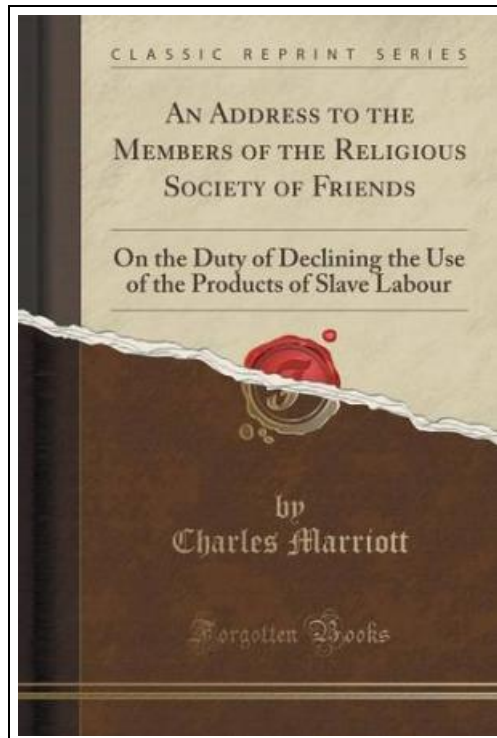 CLASSIC REPRINT SERIES
AN ADDRESS TO THE
MEMBERS OF THE RELIGIOUS
SOCIETY OF FRIENDS
On the Duty of Declining the Use
of the Products of Slave Labour
by
Charles Marriott
Forgotten Books